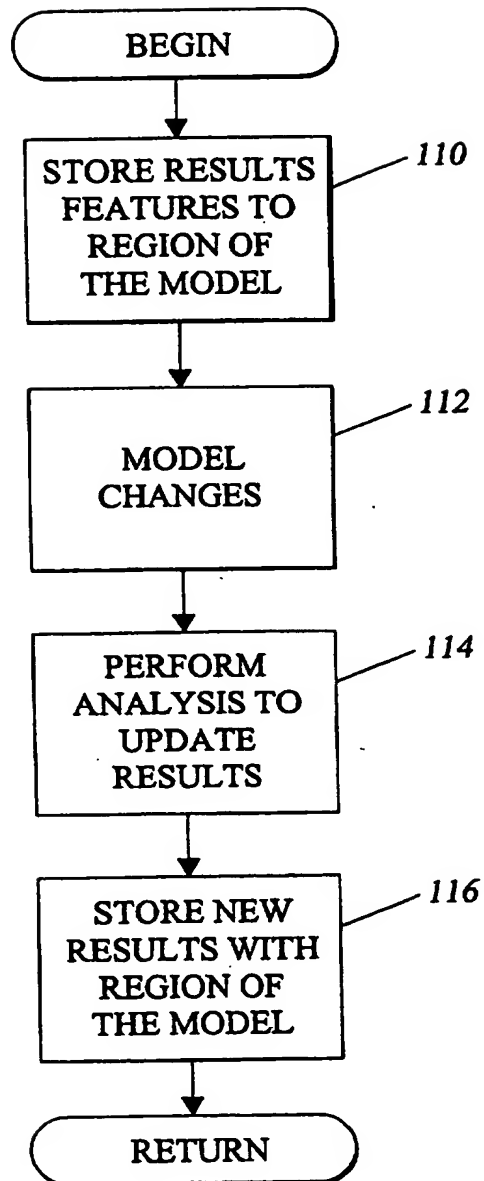 BEGIN
STORE RESULTS
FEATURES TO
REGION OF
THE MODEL
110
MODEL
CHANGES
112
PERFORM
ANALYSIS TO
UPDATE
RESULTS
114
STORE NEW
RESULTS WITH
REGION OF
THE MODEL
116
RETURN